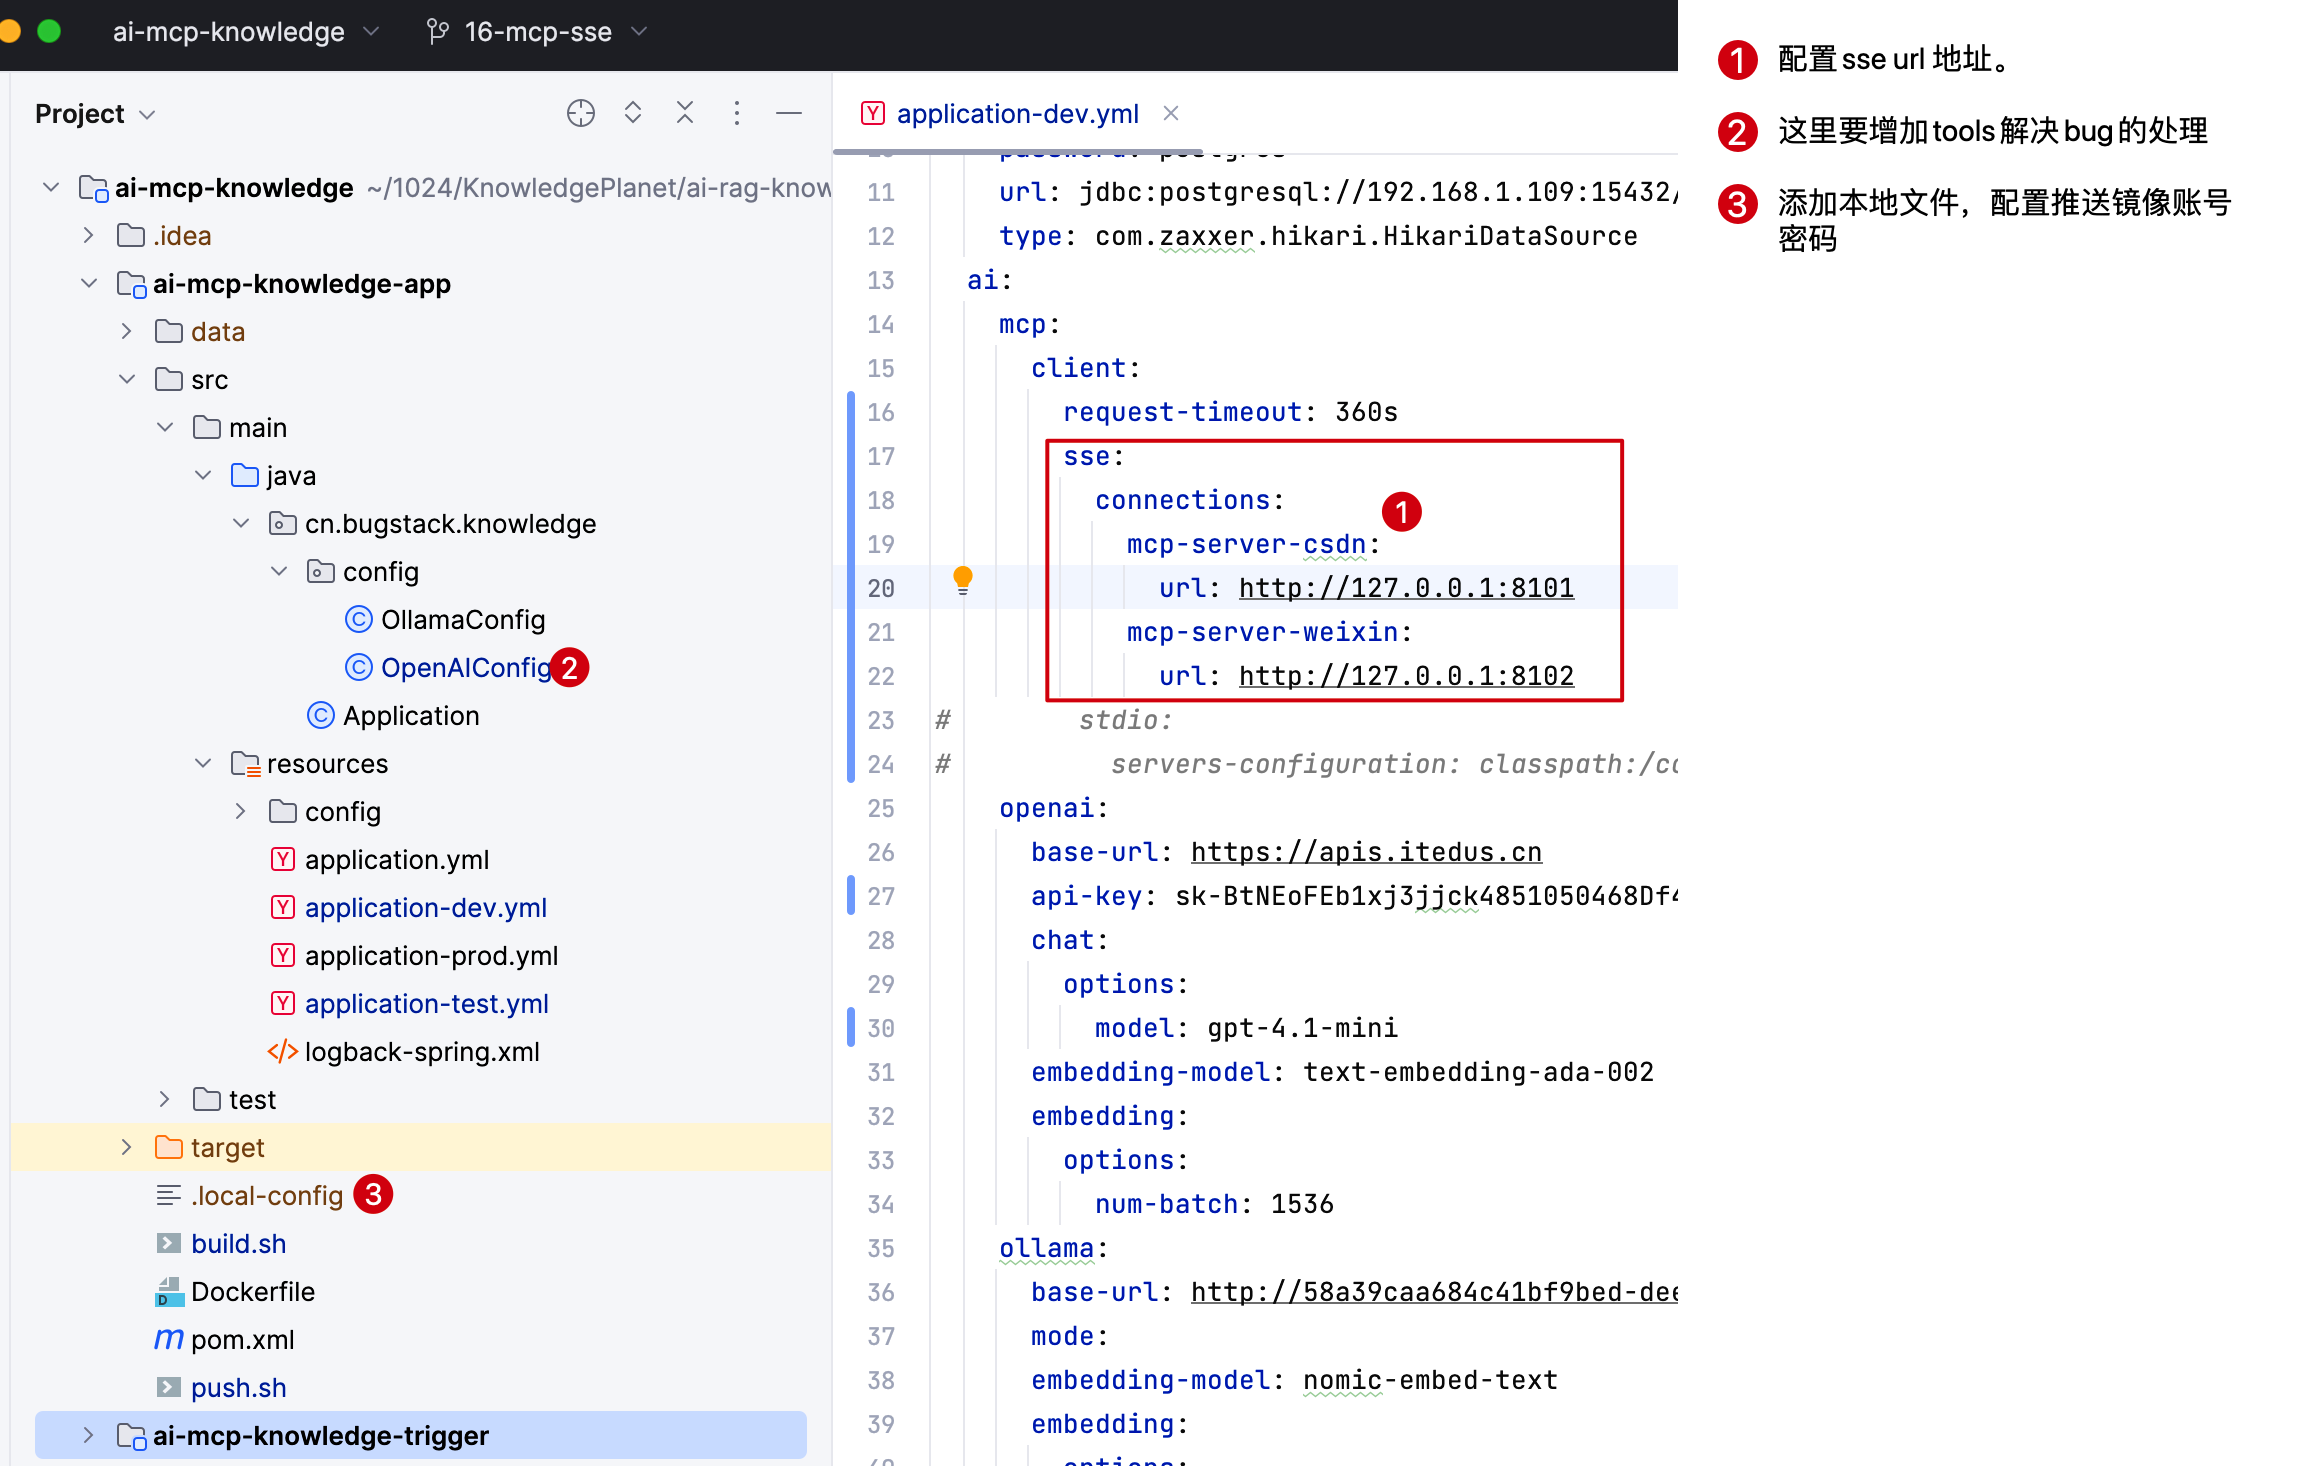 ai-mcp-knowledge
16-mcp-sse
Project
ai-mcp-knowledge ~/1024/KnowledgePlanet/ai-rag-know
.idea
ai-mcp-knowledge-app
data
src
main
java
cn.bugstack.knowledge
config
OllamaConfig
OpenAIConfig 2
Application
resources
config
application.yml
application-dev.yml
application-prod.yml
application-test.yml
logback-spring.xml
test
target
.local-config 3
build.sh
Dockerfile
pom.xml
push.sh
ai-mcp-knowledge-trigger
application-dev.yml
11 url: jdbc:postgresql://192.168.1.109:15432/
12 type: com.zaxxer.hikari.HikariDataSource
13 ai:
14 mcp:
15 client:
16 request-timeout: 360s
17 sse:
18 connections:
1
19 mcp-server-csdn:
20 url: http://127.0.0.1:8101
21 mcp-server-weixin:
22 url: http://127.0.0.1:8102
23 # stdio:
24 # servers-configuration: classpath:/co
25 openai:
26 base-url: https://apis.itedus.cn
27 api-key: sk-BtNEoFEb1xj3jjck4851050468Df4
28 chat:
29 options:
30 model: gpt-4.1-mini
31 embedding-model: text-embedding-ada-002
32 embedding:
33 options:
34 num-batch: 1536
35 ollama:
36 base-url: http://58a39caa684c41bf9bed-dee
37 mode:
38 embedding-model: nomic-embed-text
39 embedding:
1 配置sse url 地址。
2 这里要增加tools解决bug的处理
3 添加本地文件，配置推送镜像账号
密码